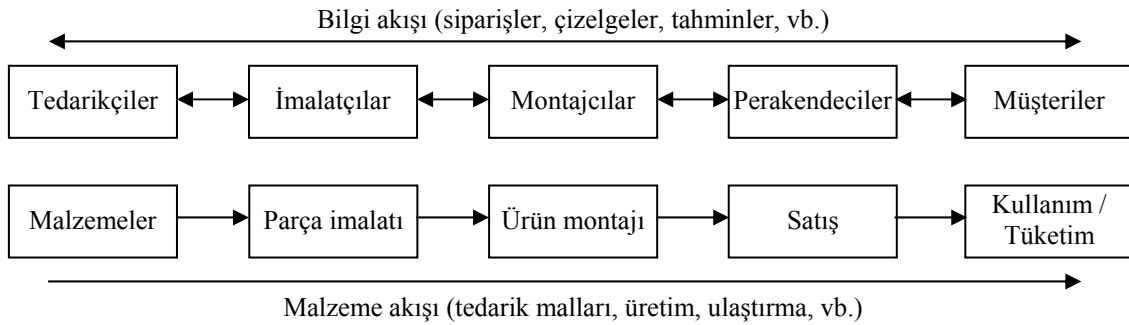 Bilgi akışı (siparişler, çizelgeler, tahminler, vb.)
Tedarikçiler
İmalatçılar
Montajcılar
Perakendeciler
Müşteriler
Malzemeler
Parça imalatı
Ürün montajı
Satış
Kullanım /
Tüketim
Malzeme akışı (tedarik malları, üretim, ulaştırma, vb.)